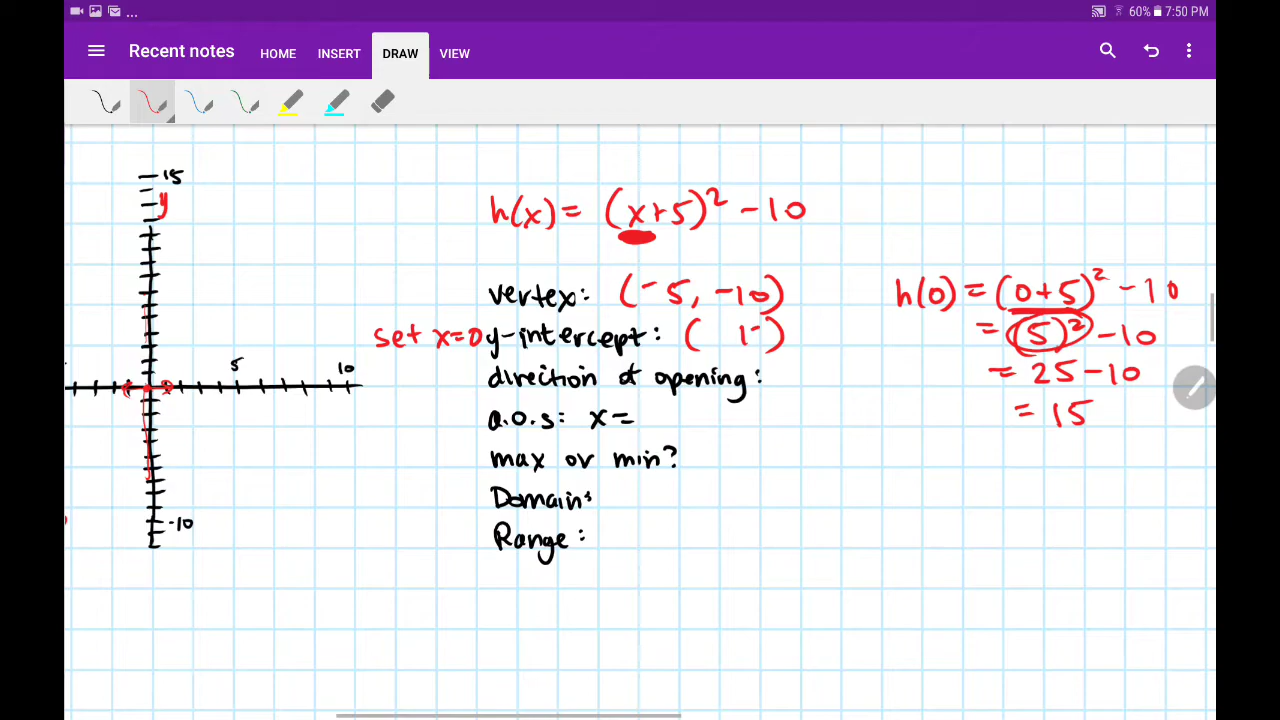 ... 60% 7:50 PM
Recent notes HOME INSERT DRAW VIEW
15
y
h(x) = (x+5)² -10
vertex: (-5, -10)
set x=0 y-intercept: ( 1 )
direction of opening:
a.o.s: x=
max or min?
Domain:
Range:
5
10
-10
h(0) = (0+5)² -10
= (5)² -10
= 25-10
= 15